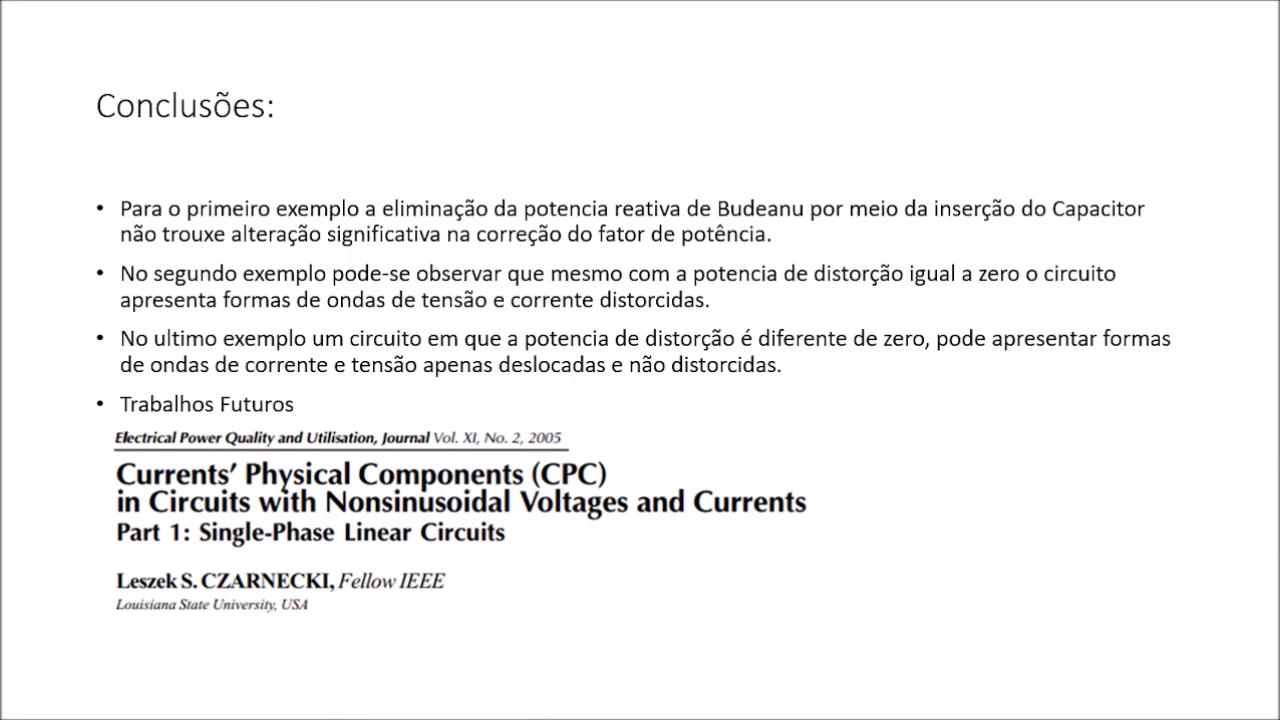 Conclusões:
• Para o primeiro exemplo a eliminação da potencia reativa de Budeanu por meio da inserção do Capacitor
não trouxe alteração significativa na correção do fator de potência.
• No segundo exemplo pode-se observar que mesmo com a potencia de distorção igual a zero o circuito
apresenta formas de ondas de tensão e corrente distorcidas.
• No ultimo exemplo um circuito em que a potencia de distorção é diferente de zero, pode apresentar formas
de ondas de corrente e tensão apenas deslocadas e não distorcidas.
• Trabalhos Futuros
Electrical Power Quality and Utilisation, Journal Vol. XI, No. 2, 2005
Currents’ Physical Components (CPC)
in Circuits with Nonsinusoidal Voltages and Currents
Part 1: Single-Phase Linear Circuits
Leszek S. CZARNECKI, Fellow IEEE
Louisiana State University, USA